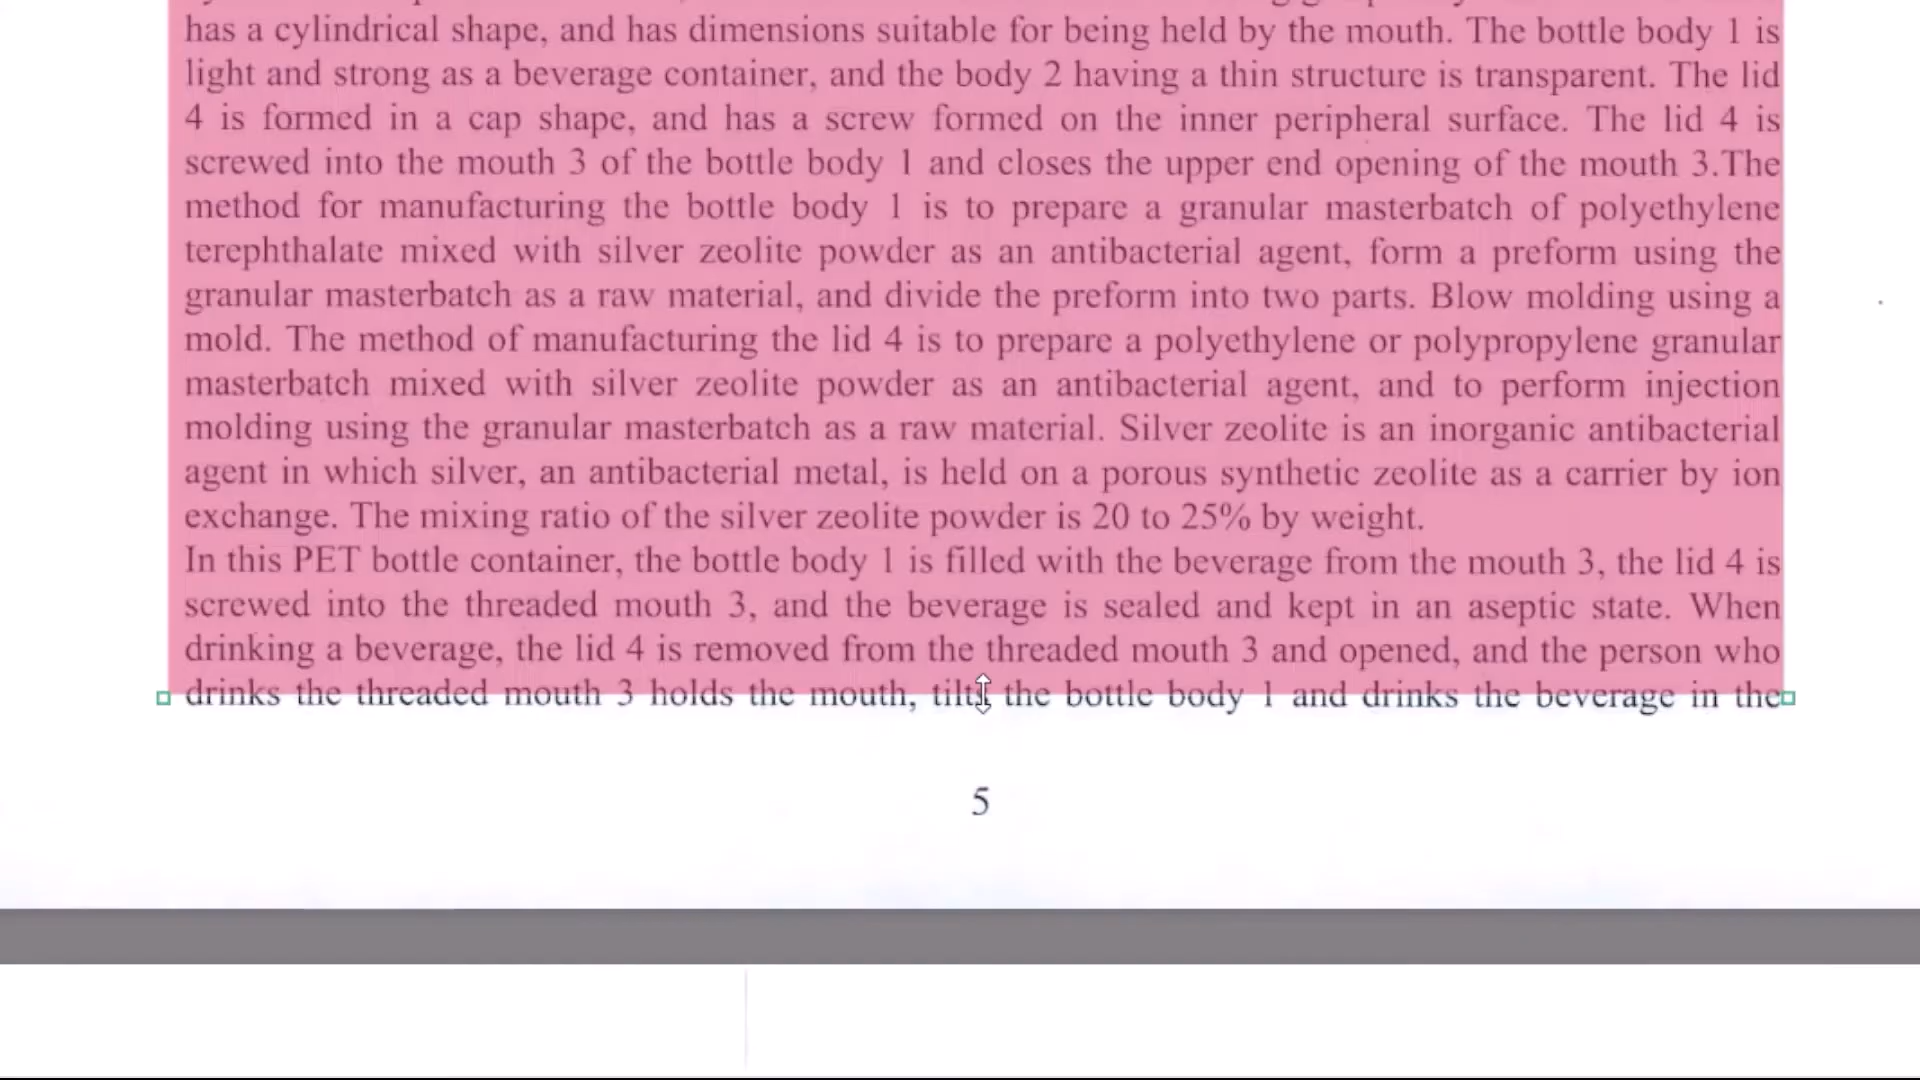 has a cylindrical shape, and has dimensions suitable for being held by the mouth. The bottle body 1 is
light and strong as a beverage container, and the body 2 having a thin structure is transparent. The lid
4 is formed in a cap shape, and has a screw formed on the inner peripheral surface. The lid 4 is
screwed into the mouth 3 of the bottle body 1 and closes the upper end opening of the mouth 3.The
method for manufacturing the bottle body 1 is to prepare a granular masterbatch of polyethylene
terephthalate mixed with silver zeolite powder as an antibacterial agent, form a preform using the
granular masterbatch as a raw material, and divide the preform into two parts. Blow molding using a
mold. The method of manufacturing the lid 4 is to prepare a polyethylene or polypropylene granular
masterbatch mixed with silver zeolite powder as an antibacterial agent, and to perform injection
molding using the granular masterbatch as a raw material. Silver zeolite is an inorganic antibacterial
agent in which silver, an antibacterial metal, is held on a porous synthetic zeolite as a carrier by ion
exchange. The mixing ratio of the silver zeolite powder is 20 to 25% by weight.
In this PET bottle container, the bottle body 1 is filled with the beverage from the mouth 3, the lid 4 is
screwed into the threaded mouth 3, and the beverage is sealed and kept in an aseptic state. When
drinking a beverage, the lid 4 is removed from the threaded mouth 3 and opened, and the person who
drinks the threaded mouth 3 holds the mouth, tilts the bottle body 1 and drinks the beverage in the
5